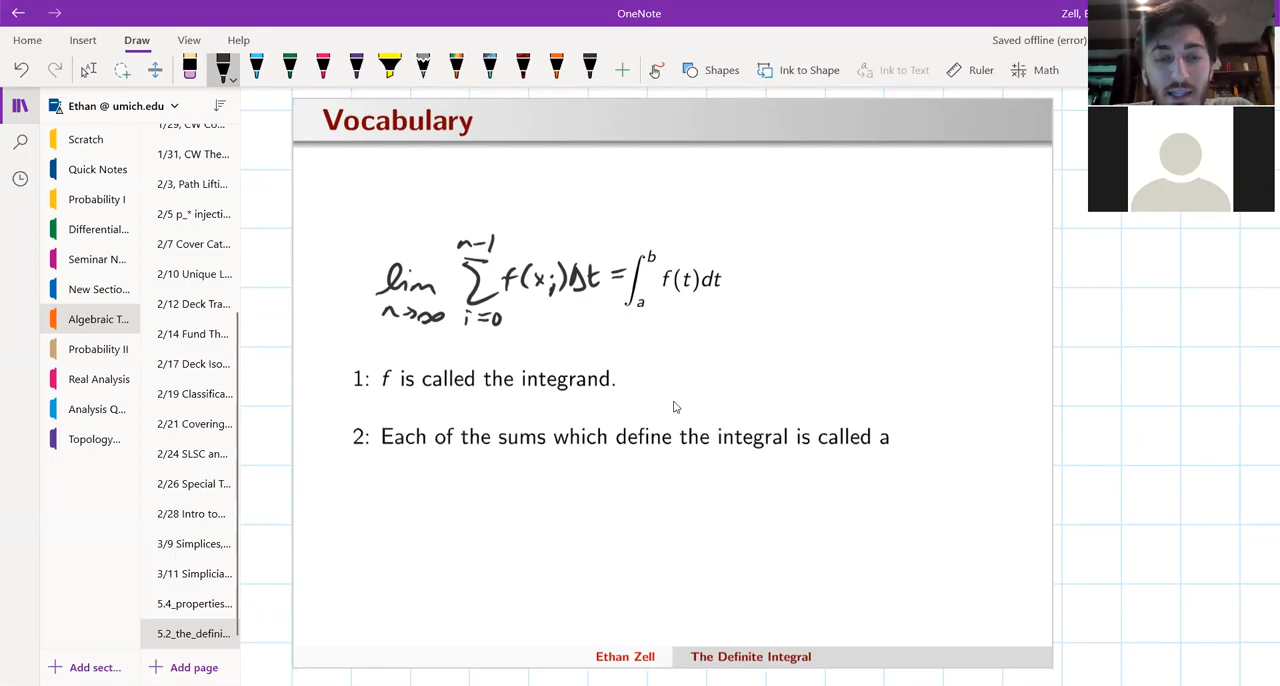 OneNote
Zell, E
Home Insert Draw View Help
Saved offline (error)
Shapes Ink to Shape Ink to Text Ruler Math
Ethan @ umich.edu
Scratch
Quick Notes
Probability I
Differential...
Seminar N...
New Sectio...
Algebraic T...
Probability II
Real Analysis
Analysis Q...
Topology...
Add sect...
1/29, CW Co...
1/31, CW The...
2/3, Path Lifti...
2/5 p_* injecti...
2/7 Cover Cat...
2/10 Unique L...
2/12 Deck Tra...
2/14 Fund Th...
2/17 Deck Iso...
2/19 Classifica...
2/21 Covering...
2/24 SLSC an...
2/26 Special T...
2/28 Intro to...
3/9 Simplices,...
3/11 Simplicia...
5.4_properties...
5.2_the_defini...
Add page
Vocabulary
lim n→∞ ∑ i=0 n-1 f(xᵢ)Δt = ∫ₐᵇ f(t)dt
1: f is called the integrand.
2: Each of the sums which define the integral is called a
Ethan Zell The Definite Integral